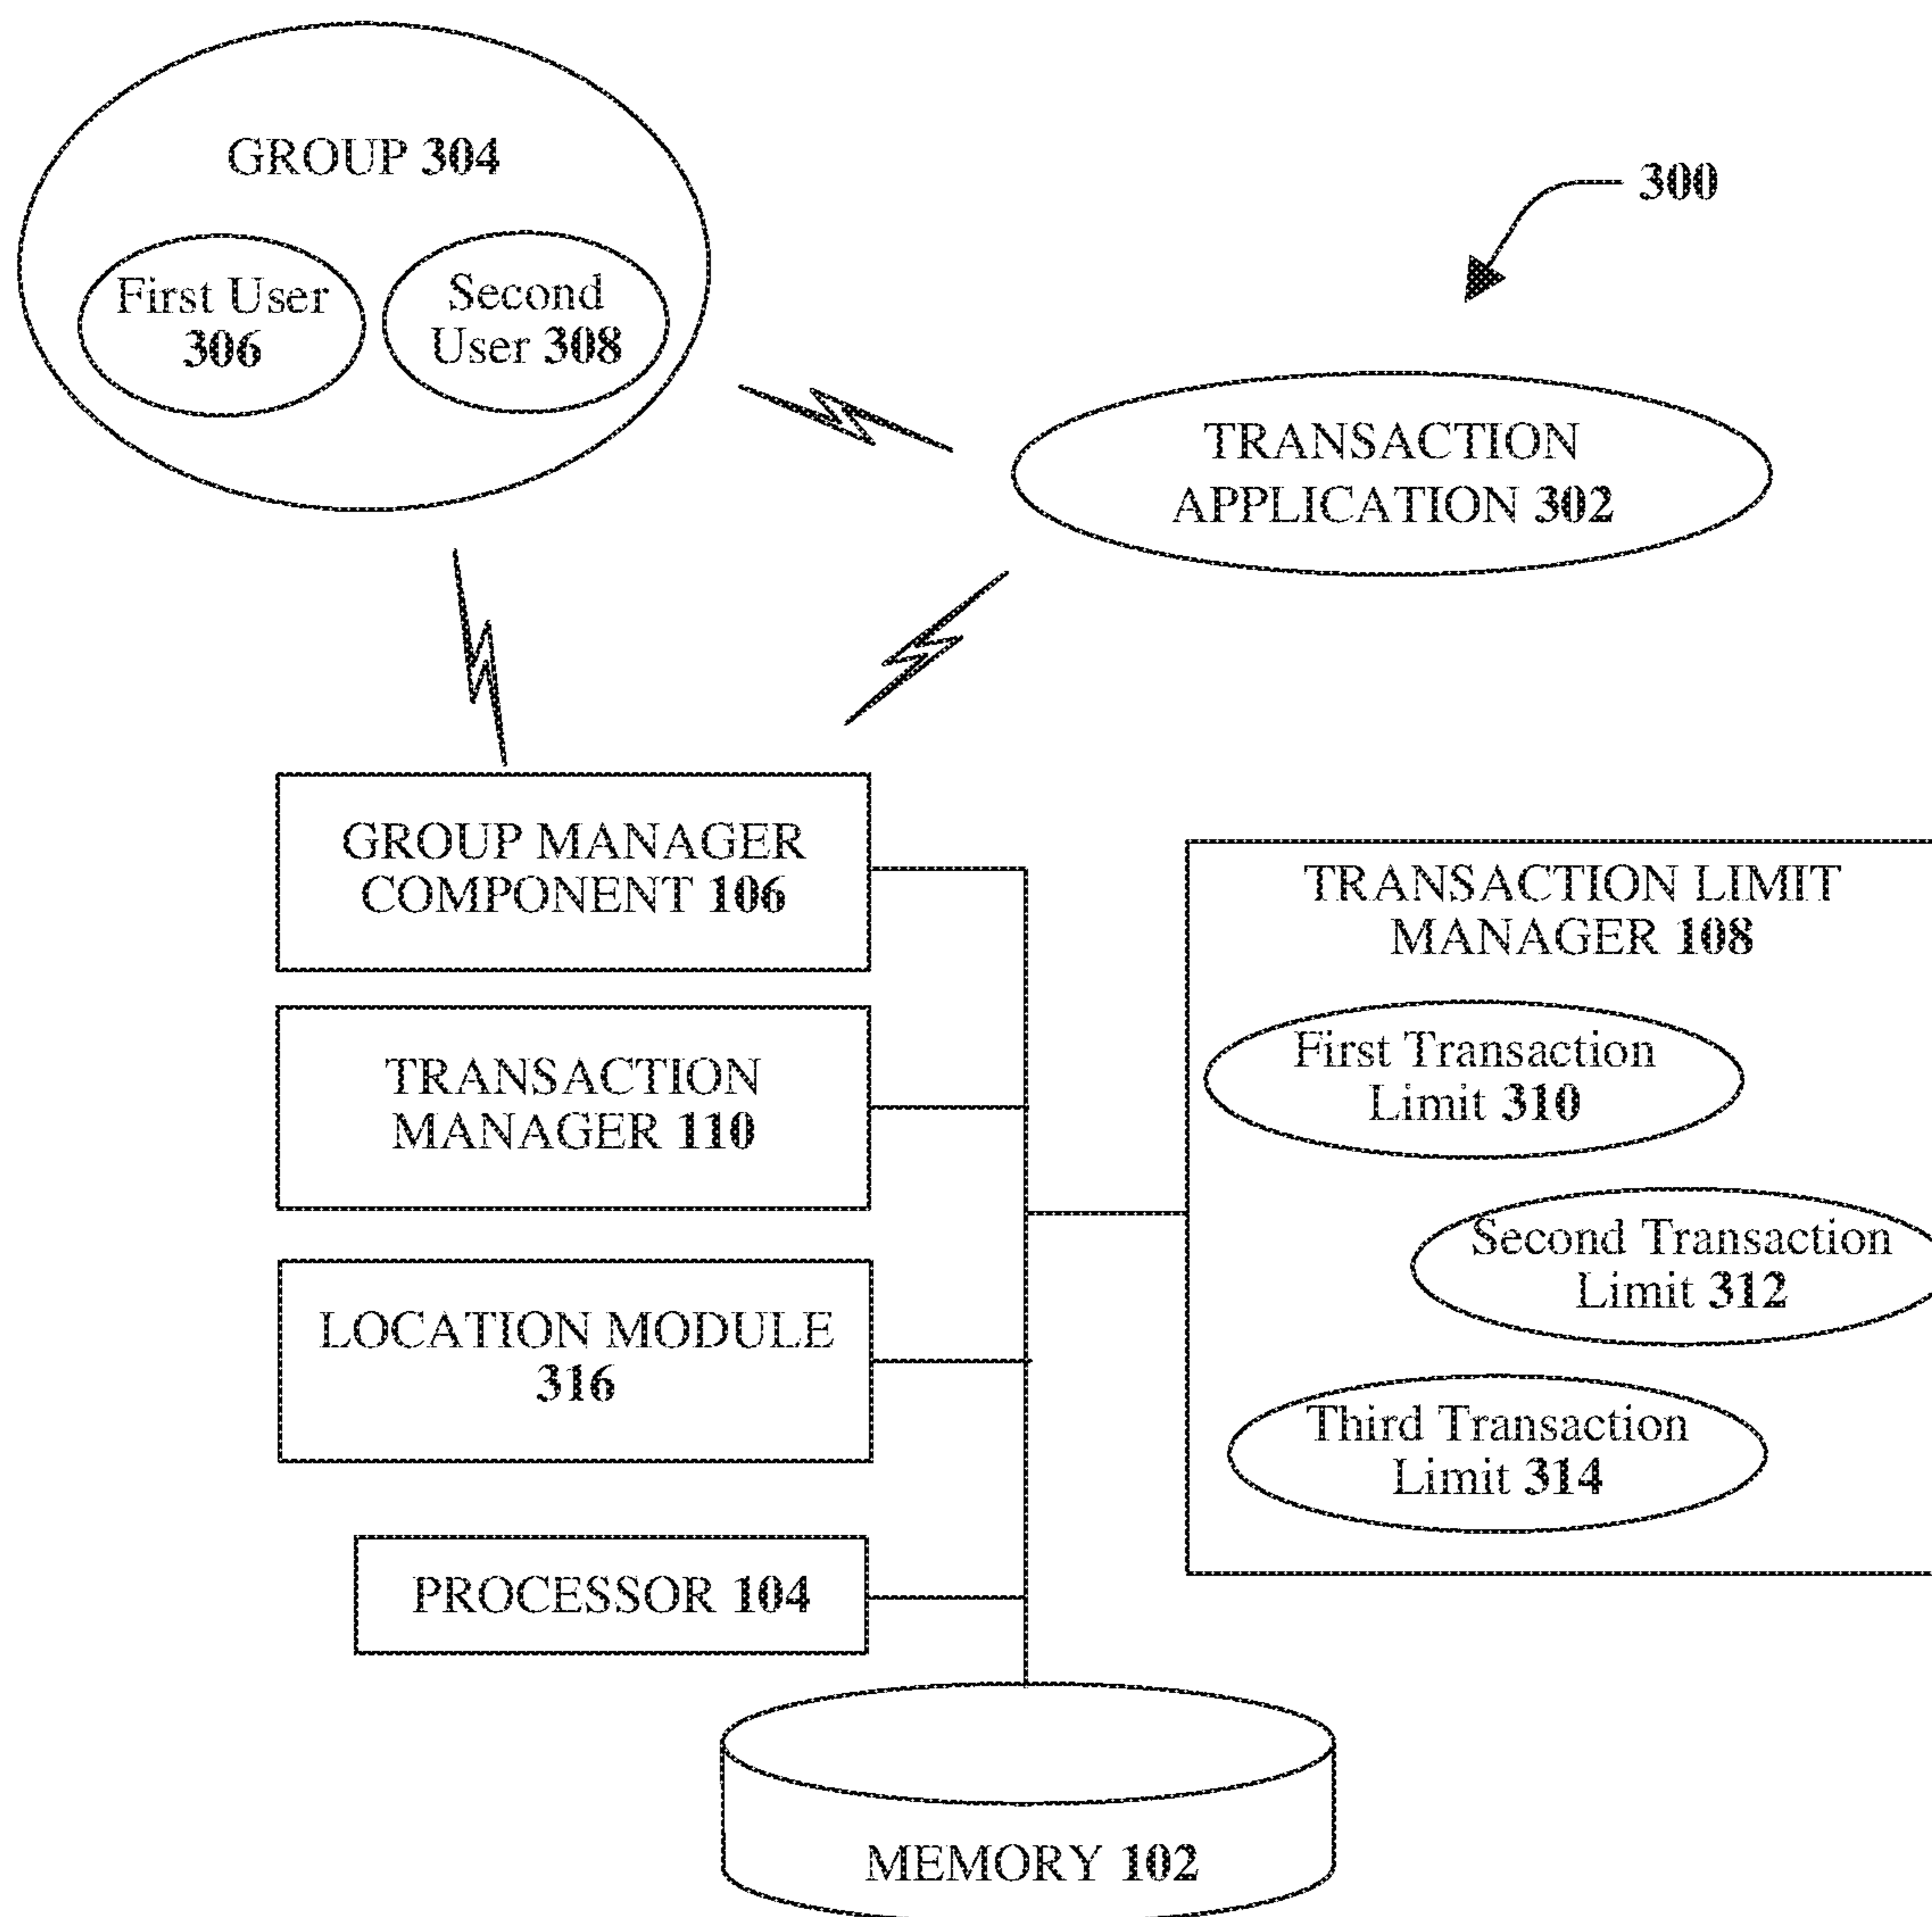 GROUP 304
First User
306
Second
User 308
300
TRANSACTION
APPLICATION 302
GROUP MANAGER
COMPONENT 106
TRANSACTION
MANAGER 110
LOCATION MODULE
316
PROCESSOR 104
TRANSACTION LIMIT
MANAGER 108
First Transaction
Limit 310
Second Transaction
Limit 312
Third Transaction
Limit 314
MEMORY 102